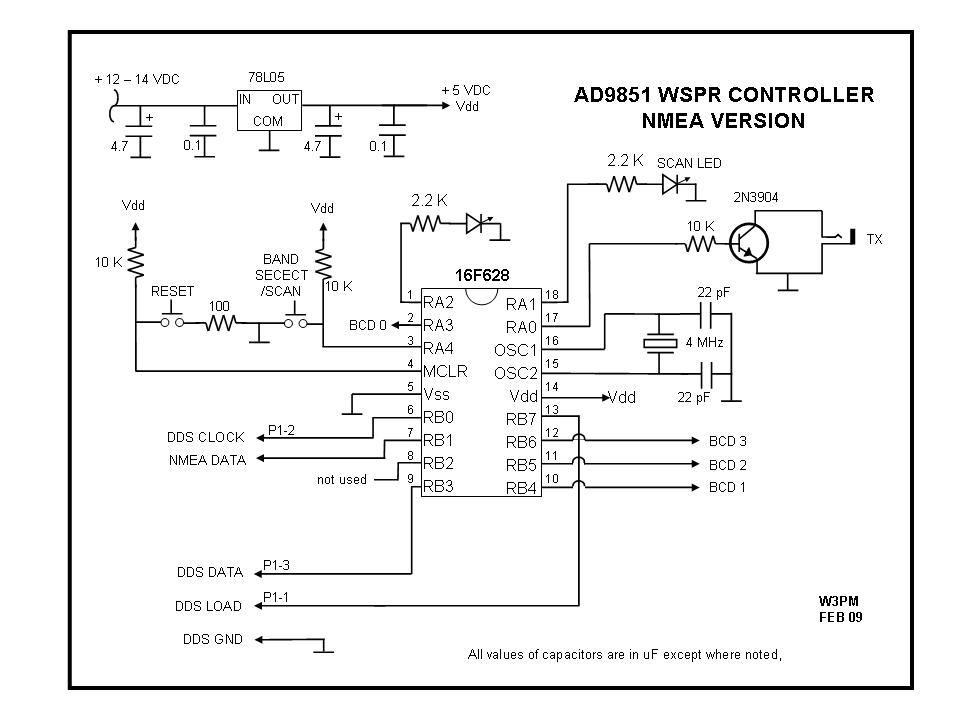 + 12 – 14 VDC
78L05
IN OUT
COM
+ 5 VDC
Vdd
+
4.7
0.1
+
4.7
0.1
AD9851 WSPR CONTROLLER
NMEA VERSION
2.2 K
SCAN LED
2N3904
10 K
TX
Vdd
10 K
RESET
100
BAND
SECECT
/SCAN
Vdd
10 K
2.2 K
16F628
1 RA2
2 RA3
3 RA4
4 MCLR
5 Vss
6 RB0
7 RB1
8 RB2
9 RB3
RA1 18
RA0 17
OSC1 16
OSC2 15
Vdd 14
RB7 13
RB6 12
RB5 11
RB4 10
BCD 0
22 pF
4 MHz
22 pF
Vdd
BCD 3
BCD 2
BCD 1
DDS CLOCK P1-2
NMEA DATA
not used
DDS DATA P1-3
DDS LOAD P1-1
DDS GND
W3PM
FEB 09
All values of capacitors are in uF except where noted,